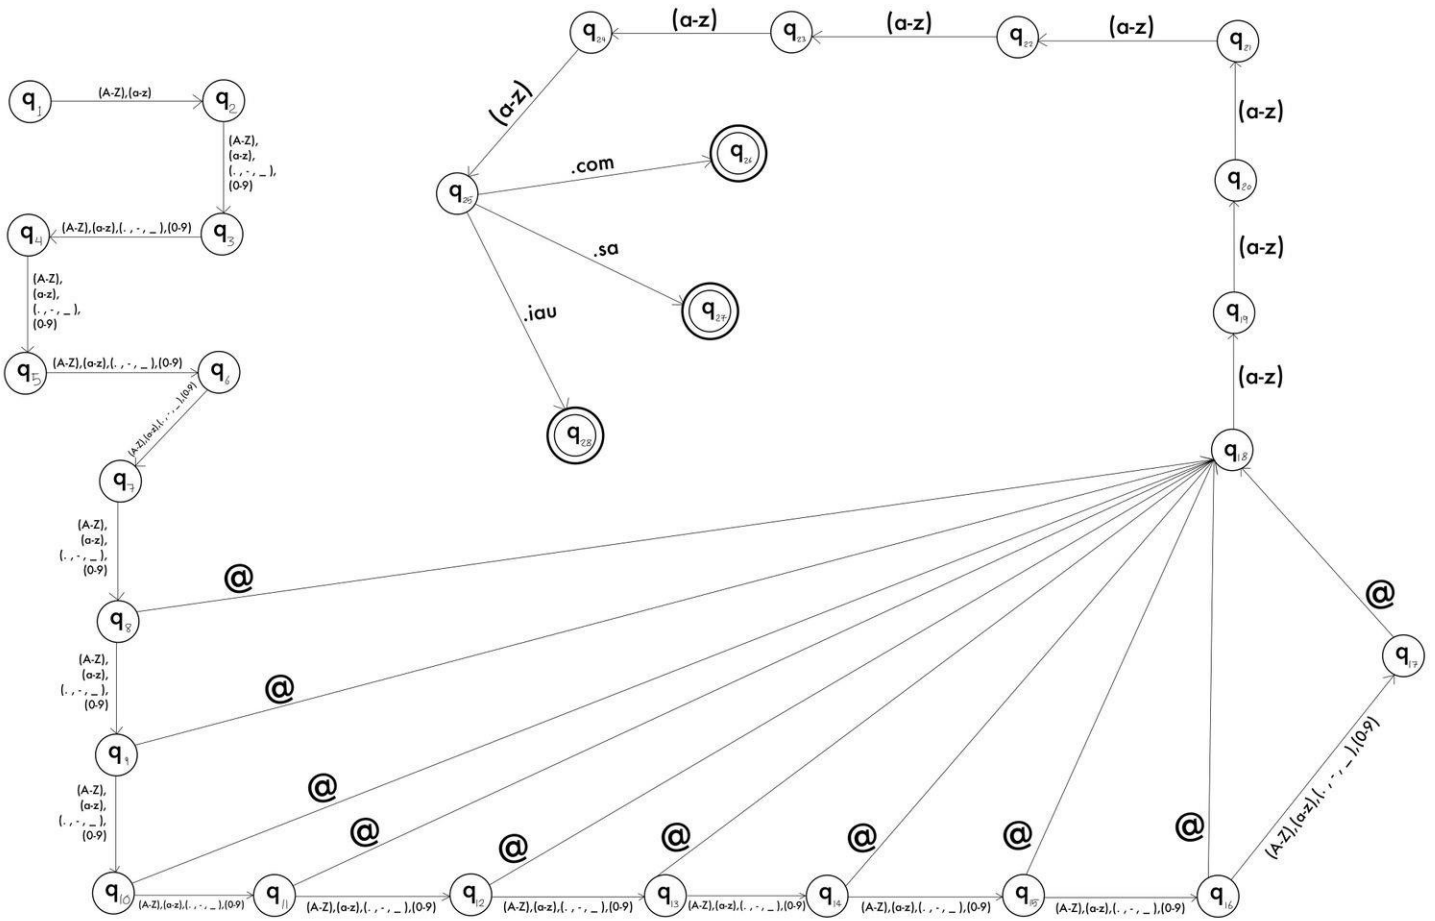 q24
(a-z)
q23
(a-z)
q22
(a-z)
q21
q1
(A-Z),(a-z)
q2
(a-z)
(a-z)
(A-Z),
(a-z),
(. , - , _ ),
(0-9)
.com
q26
q25
q20
q4
(A-Z),(a-z),(. , - , _ ),(0-9)
q3
.sa
(a-z)
(A-Z),
(a-z),
(. , - , _ ),
(0-9)
.iau
q27
q19
q5
(A-Z),(a-z),(. , - , _ ),(0-9)
q6
(a-z)
(A-Z),(a-z),(. , - , _ ),(0-9)
q28
q18
q7
(A-Z),
(a-z),
(. , - , _ ),
(0-9)
@
@
q8
(A-Z),
(a-z),
(. , - , _ ),
(0-9)
@
q17
q9
(A-Z),
(a-z),
(. , - , _ ),
(0-9)
@
@
@
@
@
@
@
(A-Z),(a-z),(. , - , _ ),(0-9)
q10
(A-Z),(a-z),(. , - , _ ),(0-9)
q11
(A-Z),(a-z),(. , - , _ ),(0-9)
q12
(A-Z),(a-z),(. , - , _ ),(0-9)
q13
(A-Z),(a-z),(. , - , _ ),(0-9)
q14
(A-Z),(a-z),(. , - , _ ),(0-9)
q15
(A-Z),(a-z),(. , - , _ ),(0-9)
q16